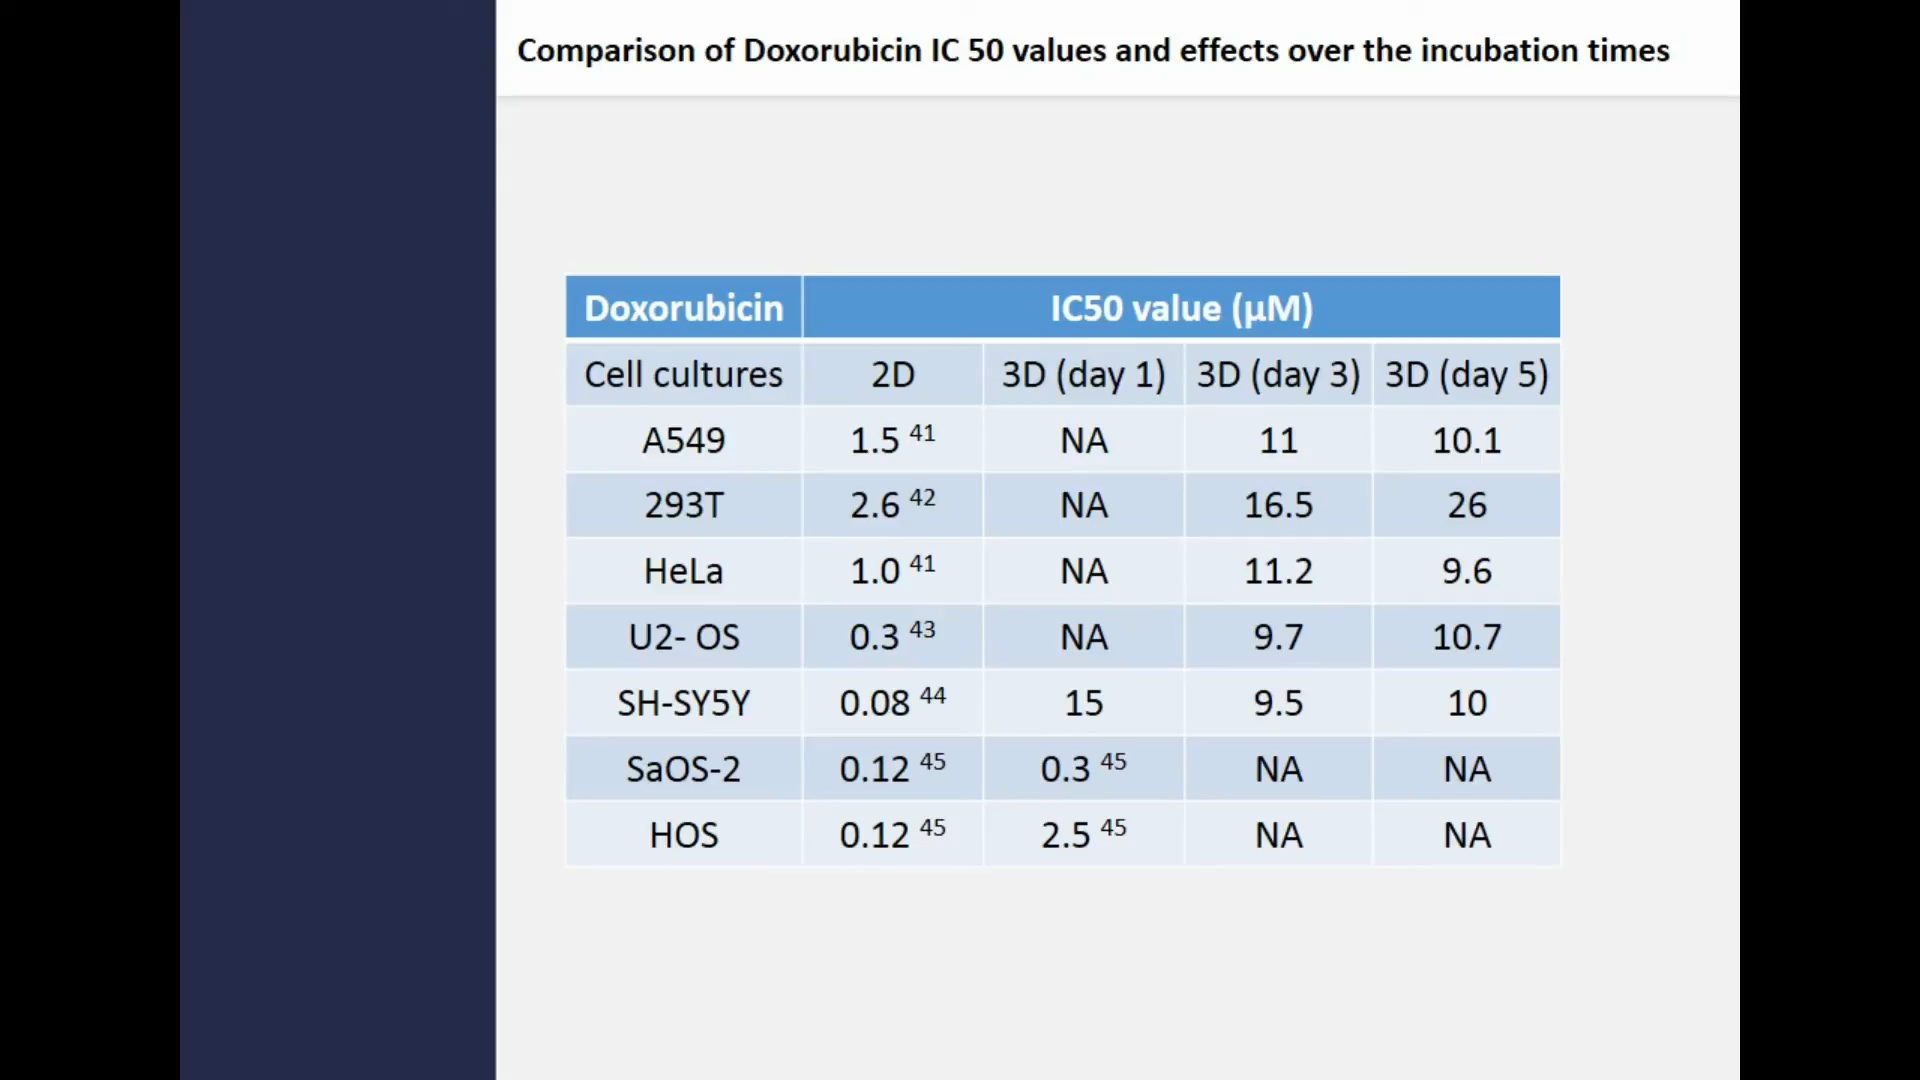 Comparison of Doxorubicin IC 50 values and effects over the incubation times
Doxorubicin IC50 value (µM)
Cell cultures 2D 3D (day 1) 3D (day 3) 3D (day 5)
A549 1.5 41 NA 11 10.1
293T 2.6 42 NA 16.5 26
HeLa 1.0 41 NA 11.2 9.6
U2- OS 0.3 43 NA 9.7 10.7
SH-SY5Y 0.08 44 15 9.5 10
SaOS-2 0.12 45 0.3 45 NA NA
HOS 0.12 45 2.5 45 NA NA